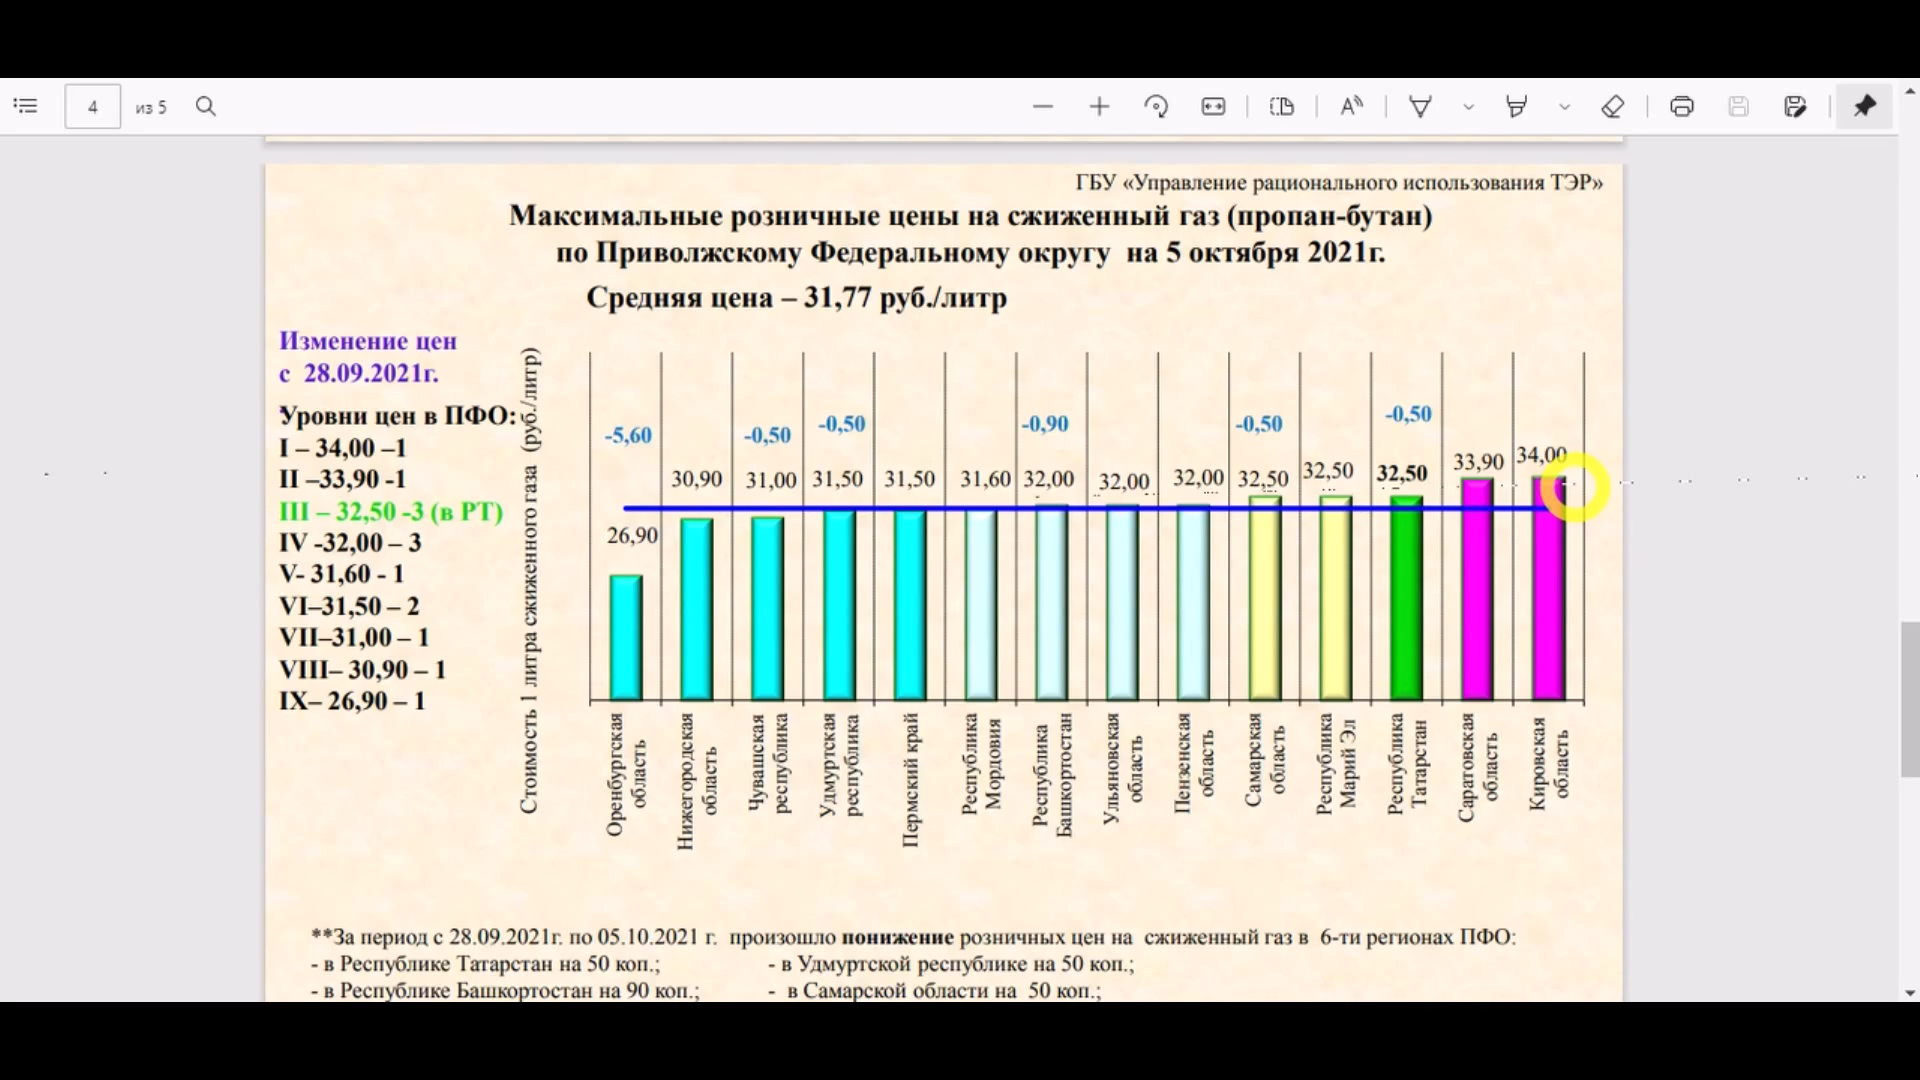 4 из 5
ГБУ «Управление рационального использования ТЭР»
Максимальные розничные цены на сжиженный газ (пропан-бутан)
по Приволжскому Федеральному округу на 5 октября 2021г.
Средняя цена – 31,77 руб./литр
Изменение цен
с 28.09.2021г.
Уровни цен в ПФО:
I – 34,00 –1
II –33,90 -1
III – 32,50 -3 (в РТ)
IV -32,00 – 3
V- 31,60 - 1
VI–31,50 – 2
VII–31,00 – 1
VIII– 30,90 – 1
IX– 26,90 – 1
Стоимость 1 литра сжиженного газа (руб./литр)
-5,60 -0,50 -0,50 -0,90 -0,50 -0,50
26,90 30,90 31,00 31,50 31,50 31,60 32,00 32,00 32,00 32,50 32,50 32,50 33,90 34,00
Оренбургская
область
Нижегородская
область
Чувашская
республика
Удмуртская
республика
Пермский край
Республика
Мордовия
Республика
Башкортостан
Ульяновская
область
Пензенская
область
Самарская
область
Республика
Марий Эл
Республика
Татарстан
Саратовская
область
Кировская
область
**За период с 28.09.2021г. по 05.10.2021 г. произошло понижение розничных цен на сжиженный газ в 6-ти регионах ПФО:
- в Республике Татарстан на 50 коп.; - в Удмуртской республике на 50 коп.;
- в Республике Башкортостан на 90 коп.; - в Самарской области на 50 коп.;